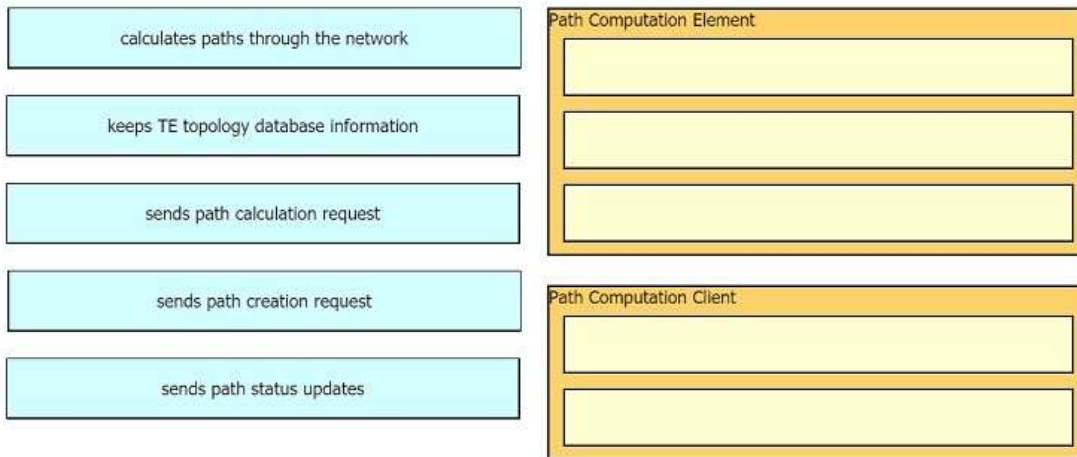 calculates paths through the network
keeps TE topology database information
sends path calculation request
sends path creation request
sends path status updates
Path Computation Element
Path Computation Client